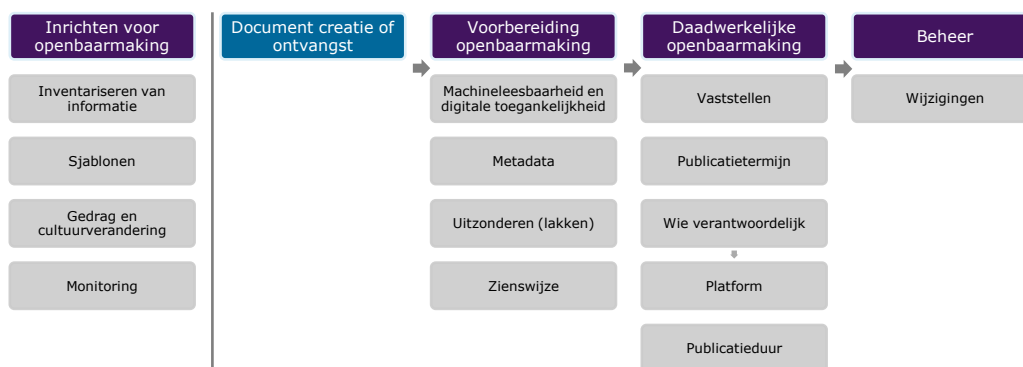 Inrichten voor
openbaarmaking
Inventariseren van
informatie
Sjablonen
Gedrag en
cultuurverandering
Monitoring
Document creatie of
ontvangst
Voorbereiding
openbaarmaking
Machineleesbaarheid en
digitale toegankelijkheid
Metadata
Uitzonderen (lakken)
Zienswijze
Daadwerkelijke
openbaarmaking
Vaststellen
Publicatietermijn
Wie verantwoordelijk
Platform
Publicatieduur
Beheer
Wijzigingen